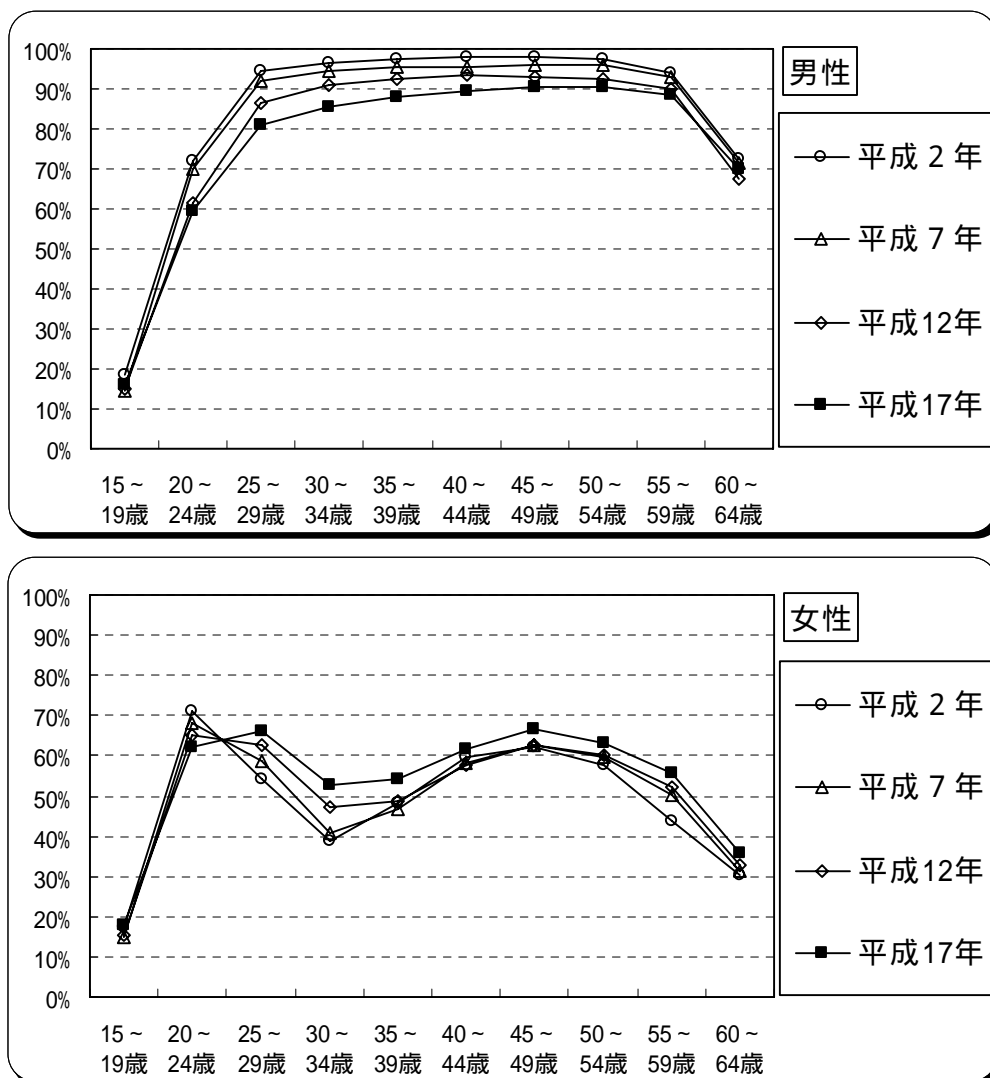 100%
90%
80%
70%
60%
50%
40%
30%
20%
10%
0%
15~ 20~ 25~ 30~ 35~ 40~ 45~ 50~ 55~ 60~
19歳 24歳 29歳 34歳 39歳 44歳 49歳 54歳 59歳 64歳
男性
平成 2 年
平成 7 年
平成12年
平成17年
100%
90%
80%
70%
60%
50%
40%
30%
20%
10%
0%
15~ 20~ 25~ 30~ 35~ 40~ 45~ 50~ 55~ 60~
19歳 24歳 29歳 34歳 39歳 44歳 49歳 54歳 59歳 64歳
女性
平成 2 年
平成 7 年
平成12年
平成17年